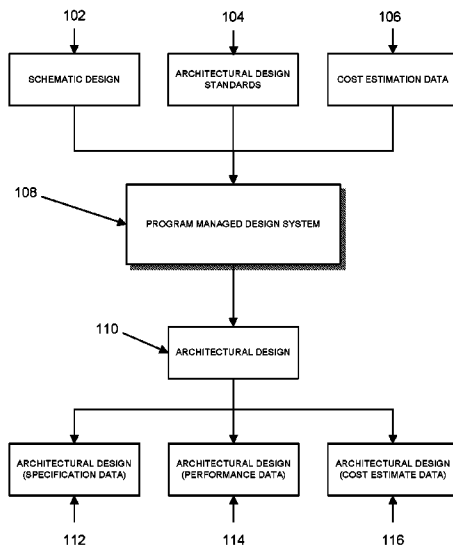 102
104
106
SCHEMATIC DESIGN
ARCHITECTURAL DESIGN
STANDARDS
COST ESTIMATION DATA
108
PROGRAM MANAGED DESIGN SYSTEM
110
ARCHITECTURAL DESIGN
ARCHITECTURAL DESIGN
(SPECIFICATION DATA)
ARCHITECTURAL DESIGN
(PERFORMANCE DATA)
ARCHITECTURAL DESIGN
(COST ESTIMATE DATA)
112
114
116